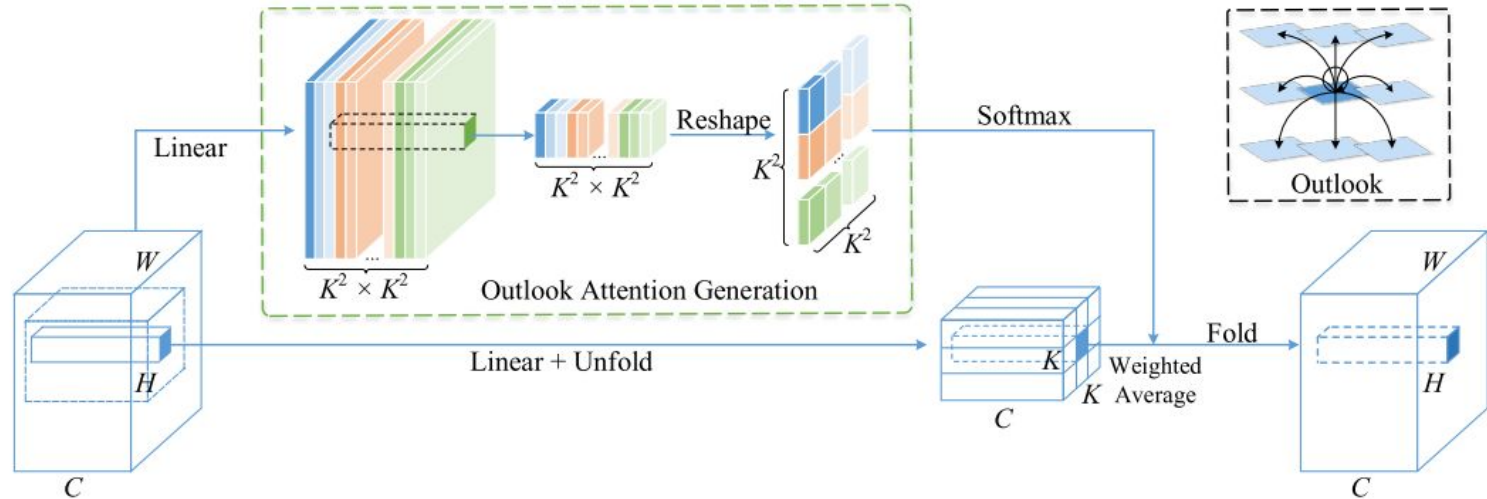 Linear
K² × K²
...
K² × K²
...
Reshape
K²
K²
...
Softmax
Outlook Attention Generation
Outlook
W
H
C
Linear + Unfold
K
K
C
Weighted
Average
Fold
W
H
C